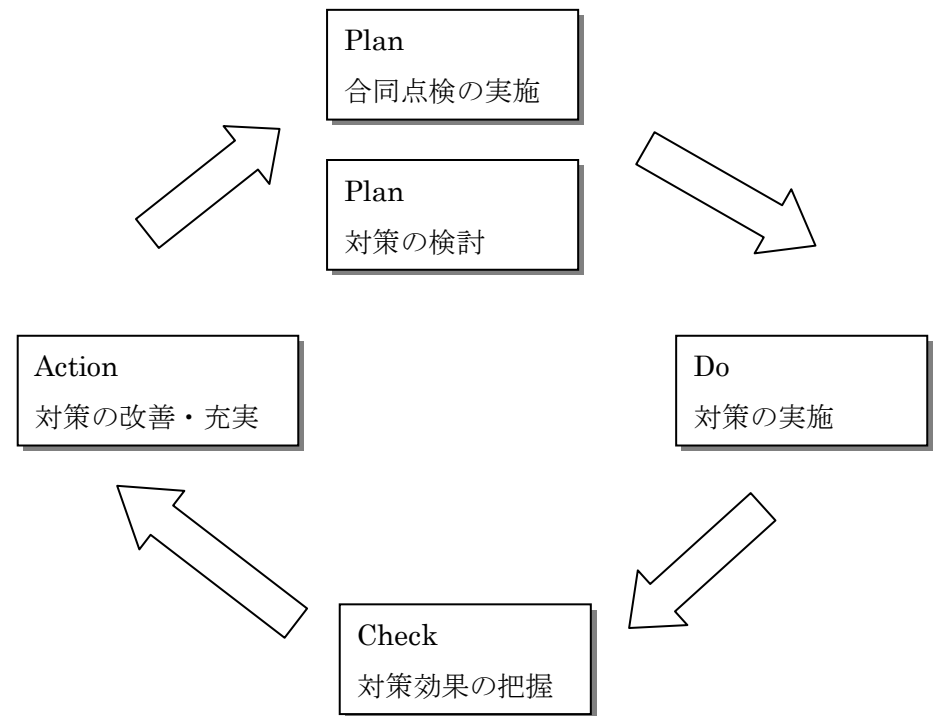 Plan
合同点検の実施
Plan
対策の検討
Action
対策の改善・充実
Do
対策の実施
Check
対策効果の把握